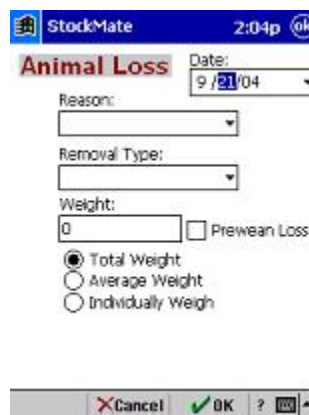 StockMate 2:04p ok
Animal Loss
Date:
9 /21/04
Reason:
Removal Type:
Weight:
0 Prewean Loss
Total Weight
Average Weight
Individually Weigh
Cancel OK ?